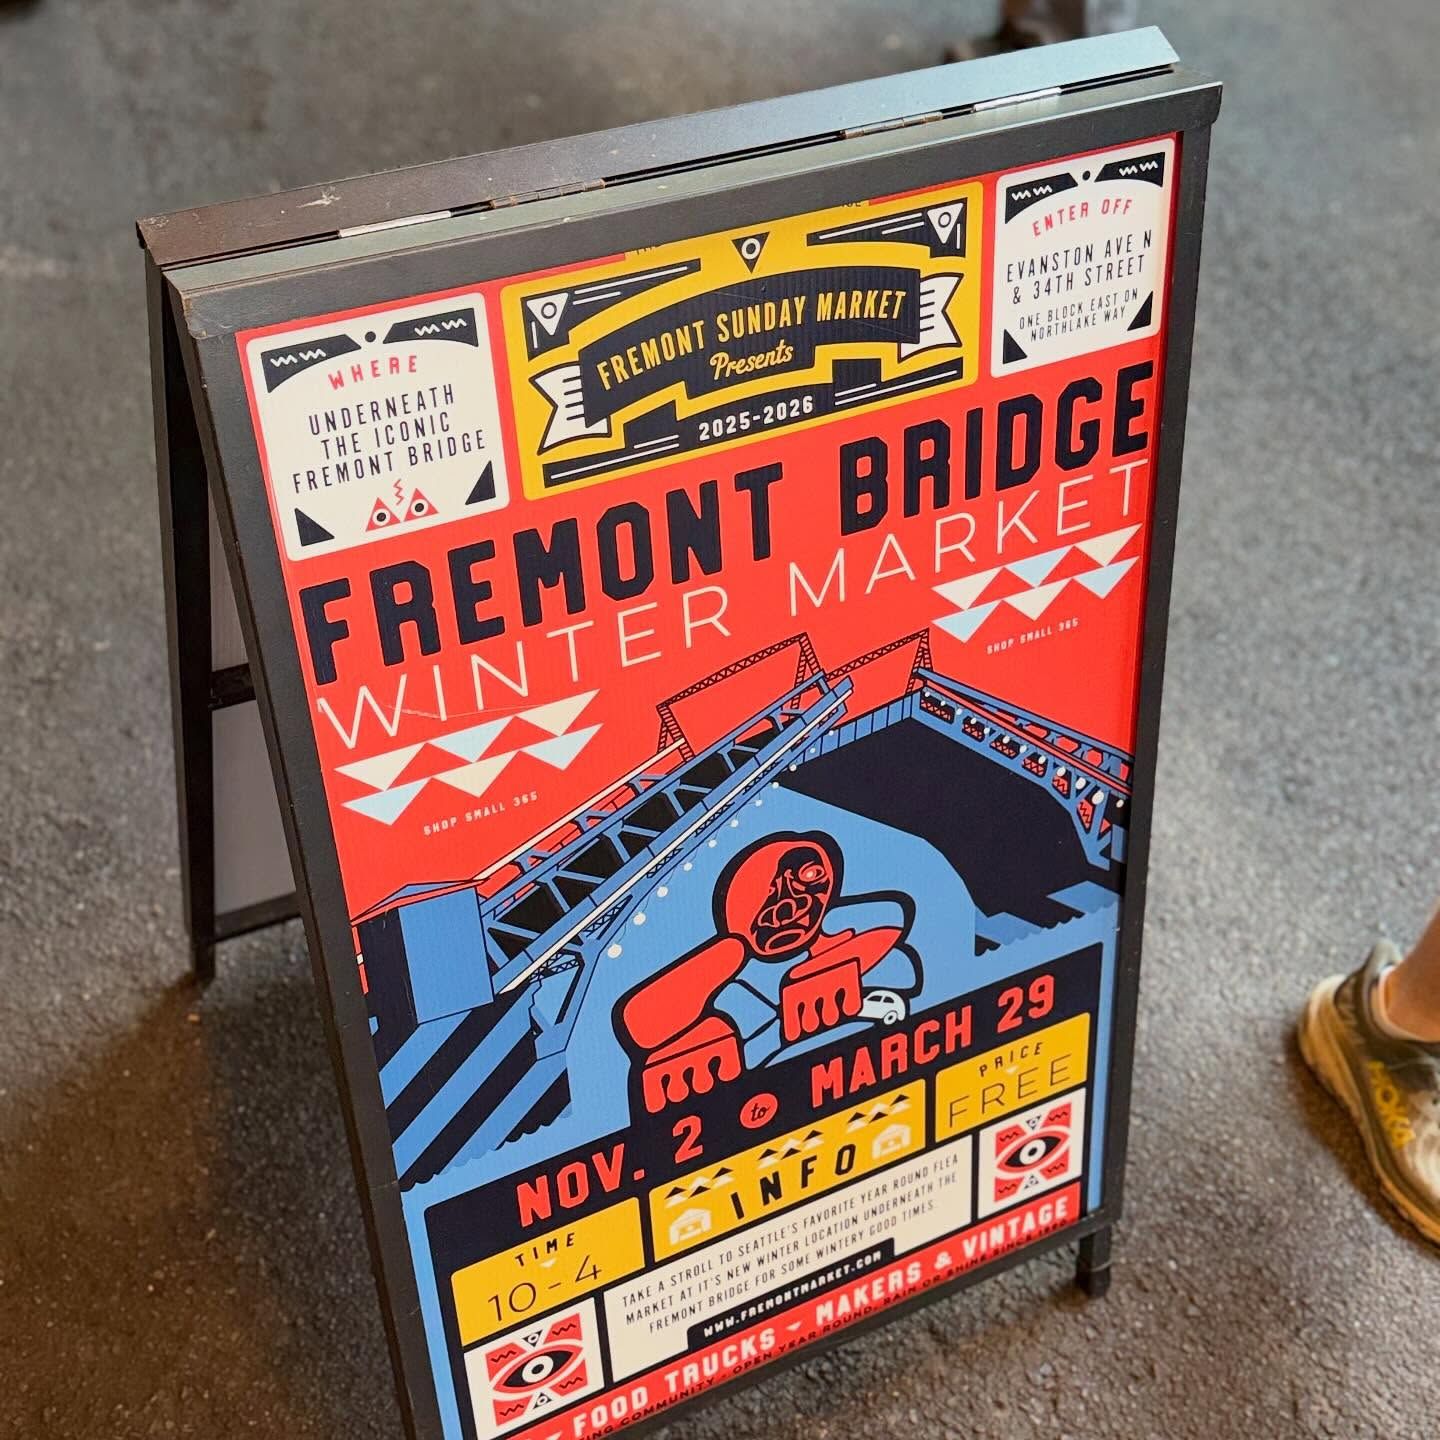 WHERE
UNDERNEATH
THE ICONIC
FREMONT BRIDGE
FREMONT SUNDAY MARKET
Presents
2025-2026
ENTER OFF
EVANSTON AVE N
& 34TH STREET
ONE BLOCK EAST ON
NORTHLAKE WAY
FREMONT BRIDGE
WINTER MARKET
SHOP SMALL 365
SHOP SMALL 365
NOV. 2 to MARCH 29
TIME
10-4
INFO
PRICE
FREE
TAKE A STROLL TO SEATTLE'S FAVORITE YEAR ROUND FLEA
MARKET AT IT'S NEW WINTER LOCATION UNDERNEATH THE
FREMONT BRIDGE FOR SOME WINTERY GOOD TIMES.
WWW.FREMONTMARKET.COM
FOOD TRUCKS MAKERS & VINTAGE
COMMUNITY - OPEN YEAR ROUND, RAIN OR SHINE SINCE
HOKA